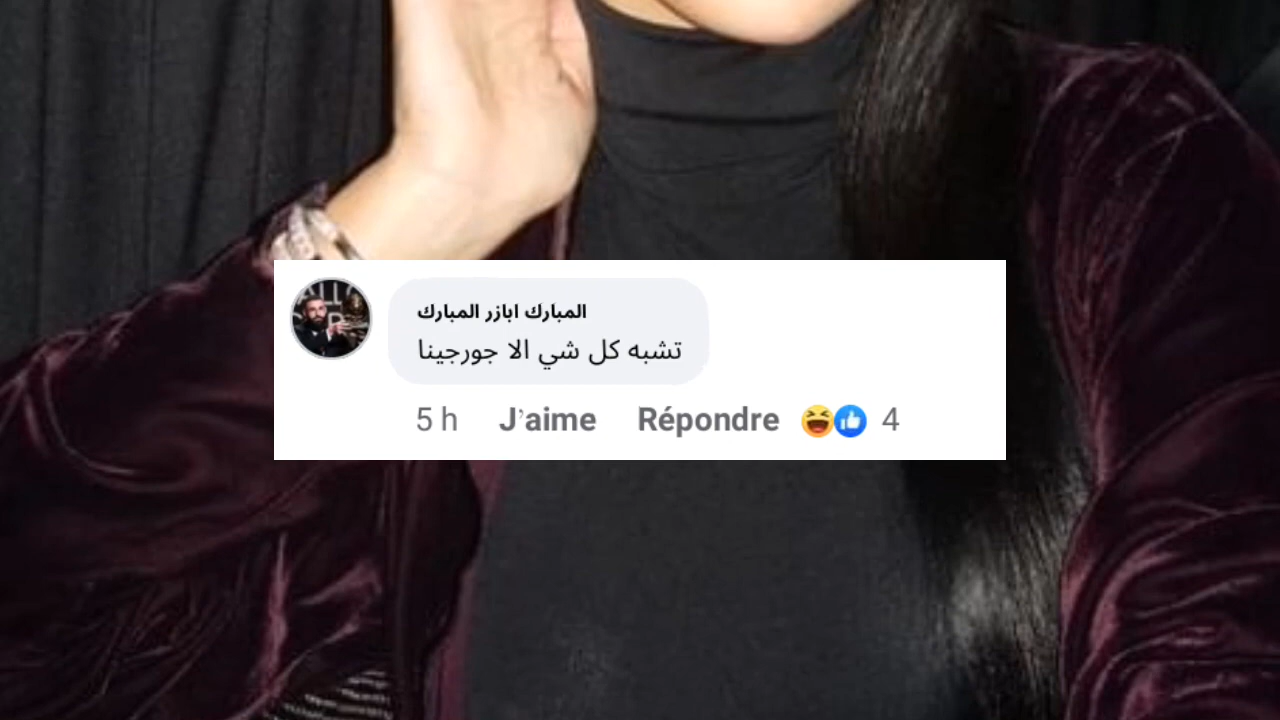 المبارك ابازر المبارك
تشبه كل شي الا جورجينا
5 h J'aime Répondre 4